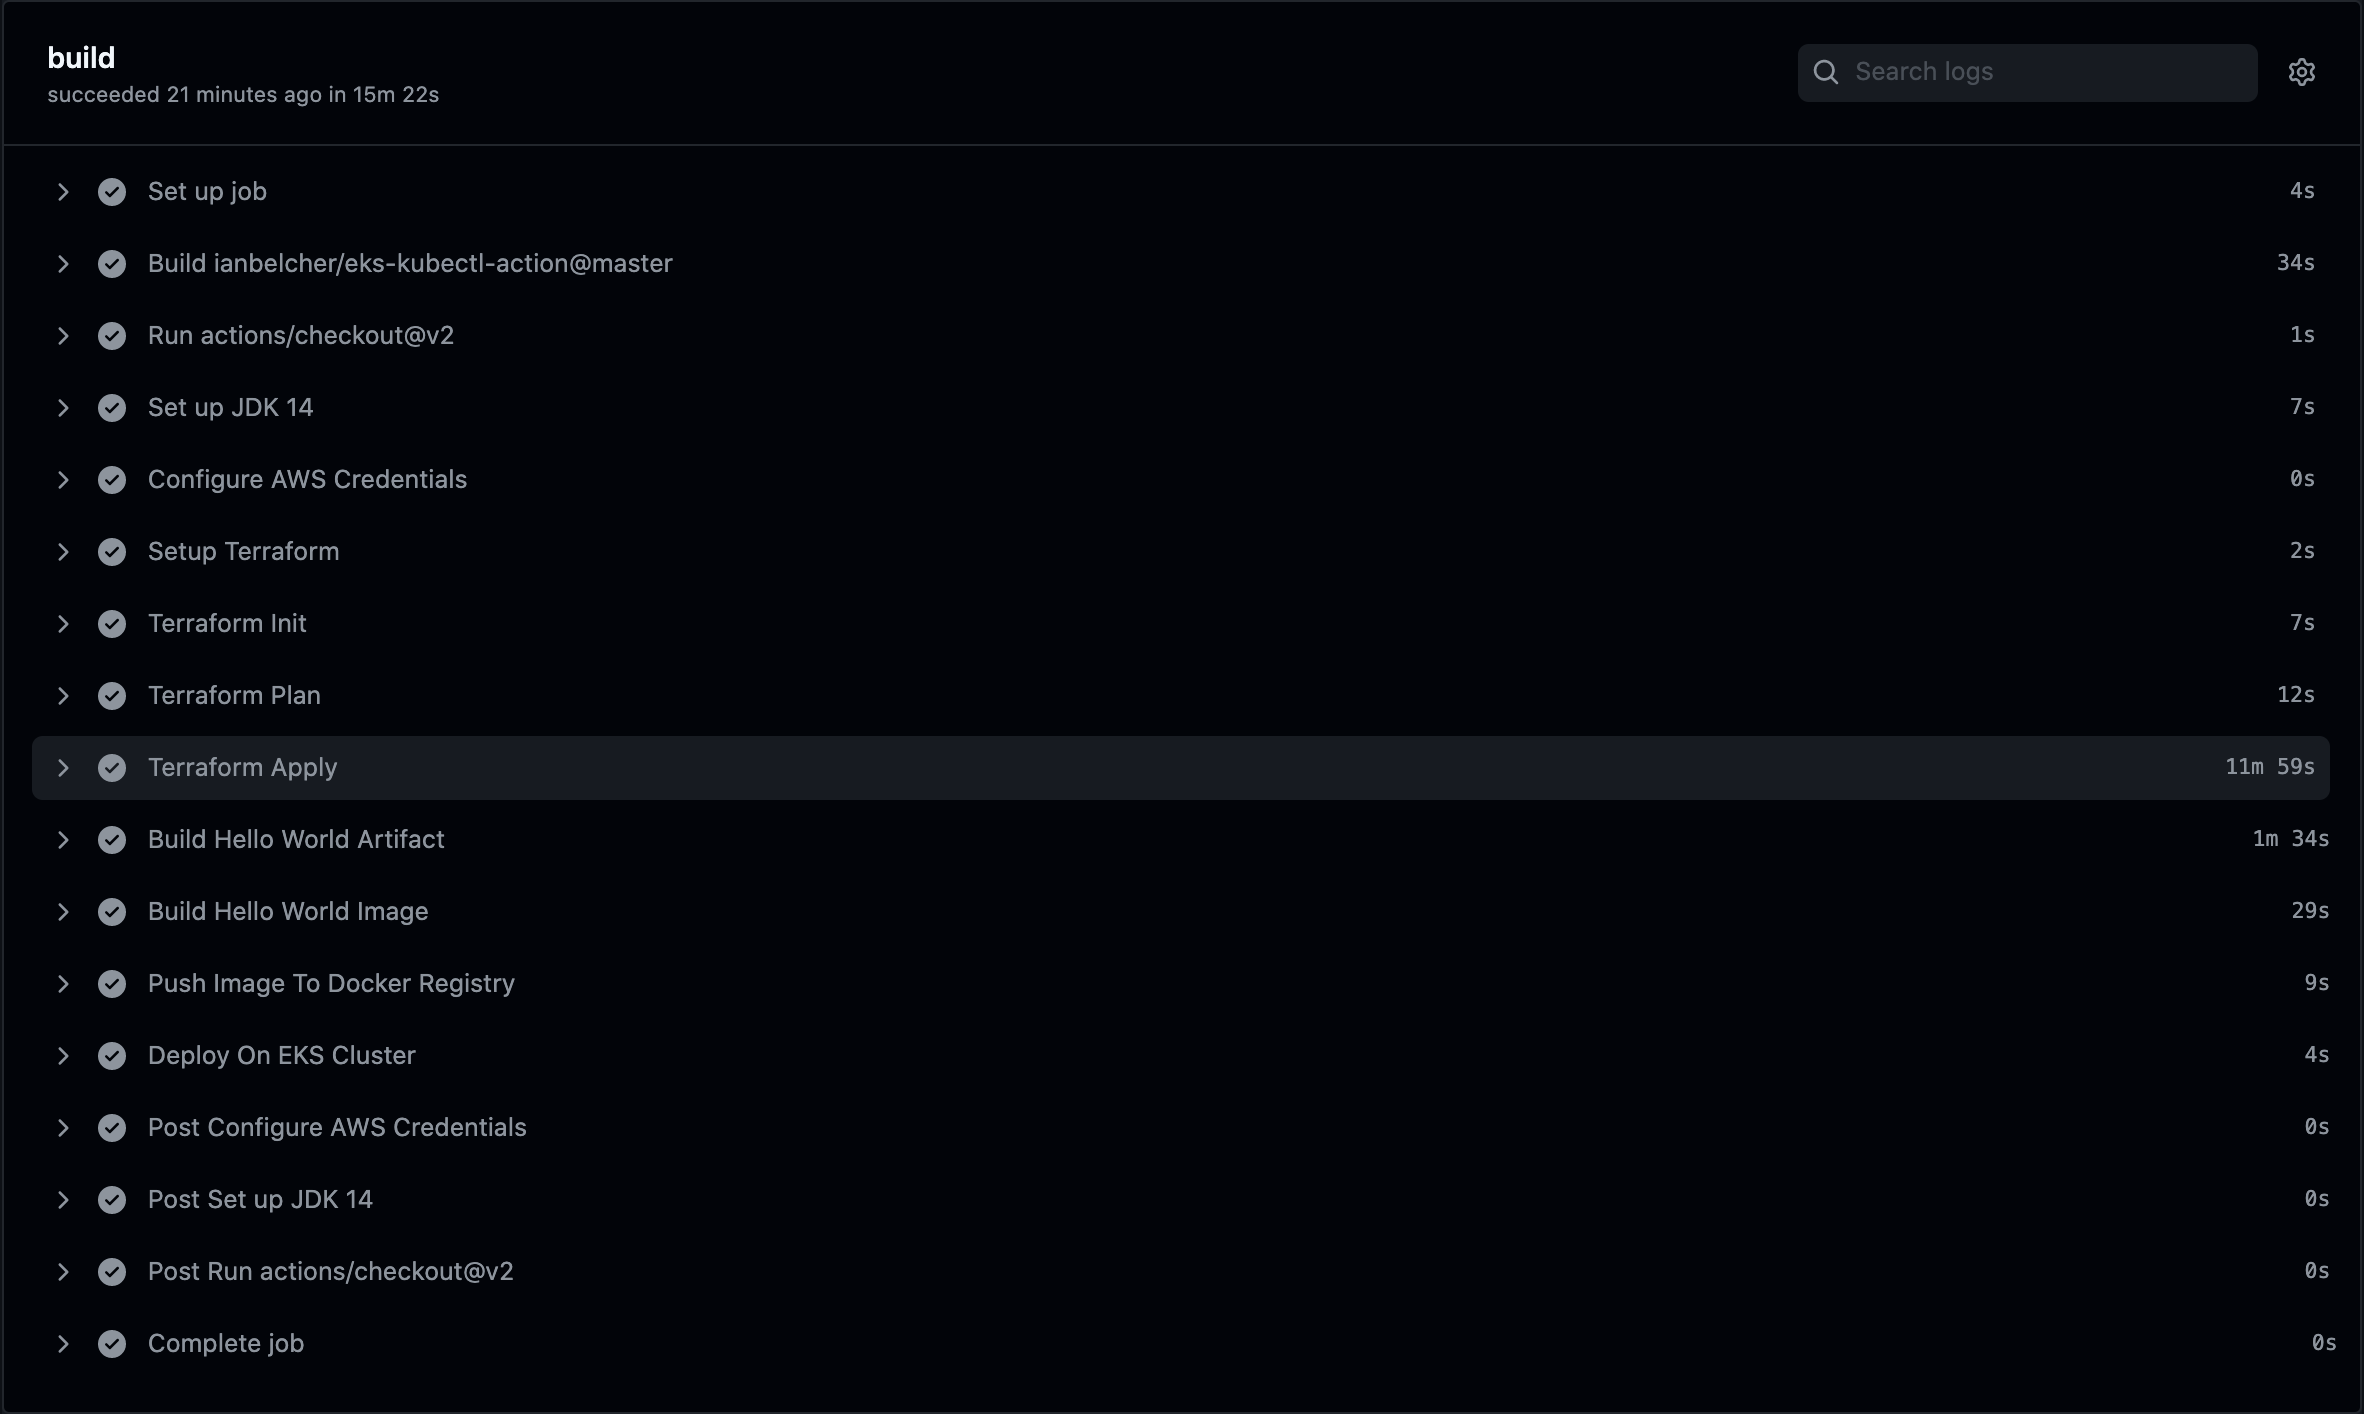 build
succeeded 21 minutes ago in 15m 22s
Search logs
Set up job 4s
Build ianbelcher/eks-kubectl-action@master 34s
Run actions/checkout@v2 1s
Set up JDK 14 7s
Configure AWS Credentials 0s
Setup Terraform 2s
Terraform Init 7s
Terraform Plan 12s
Terraform Apply 11m 59s
Build Hello World Artifact 1m 34s
Build Hello World Image 29s
Push Image To Docker Registry 9s
Deploy On EKS Cluster 4s
Post Configure AWS Credentials 0s
Post Set up JDK 14 0s
Post Run actions/checkout@v2 0s
Complete job 0s